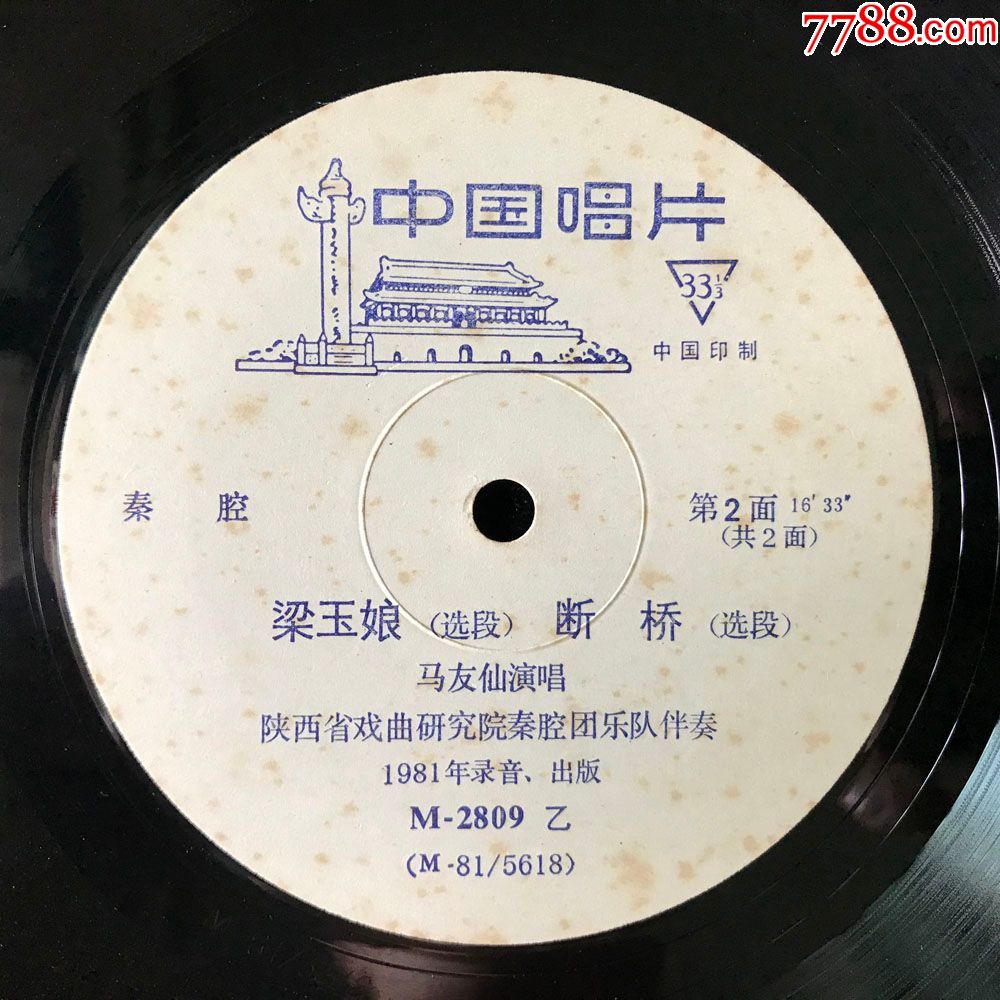 7788.com
中国唱片
33⅓
中国印制
秦 腔
第2面 16′33″
(共2面)
梁玉娘(选段) 断 桥(选段)
马友仙演唱
陕西省戏曲研究院秦腔团乐队伴奏
1981年录音、出版
M-2809 乙
(M-81/5618)